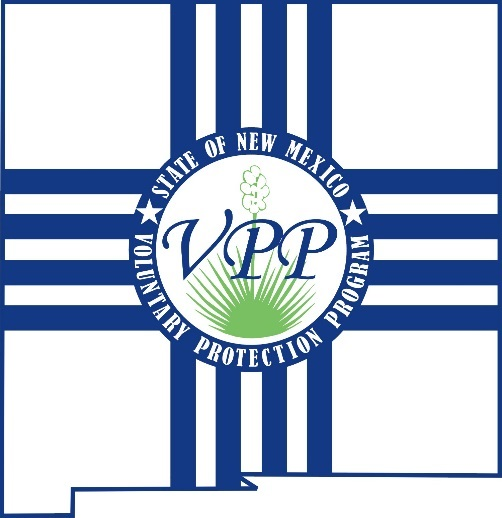 STATE OF NEW MEXICO
VPP
VOLUNTARY PROTECTION PROGRAM